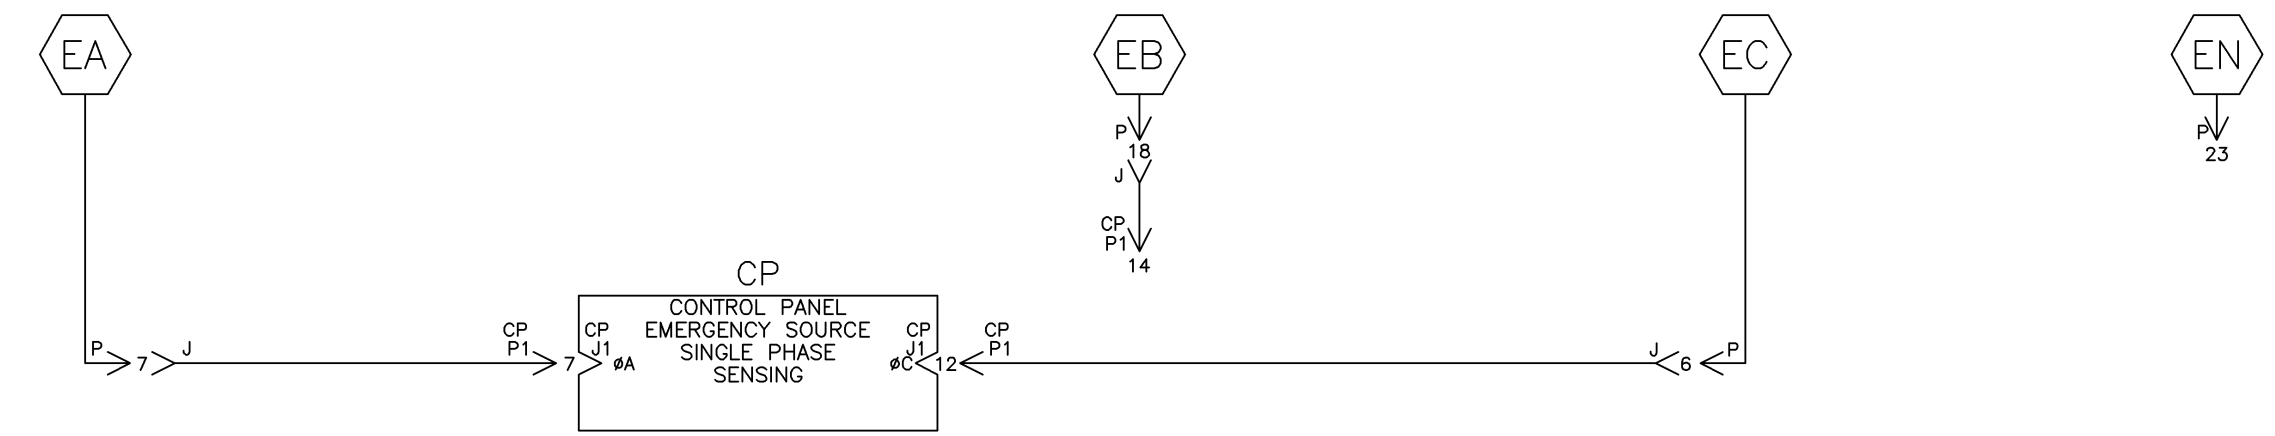 EA
EB
EC
EN
P
18
P
23
J
CP
P1
14
CP
CONTROL PANEL
EMERGENCY SOURCE
SINGLE PHASE
SENSING
P
7
J
CP
P1
7
CP
J1
øA
CP
J1
øC
12
CP
P1
J
6
P